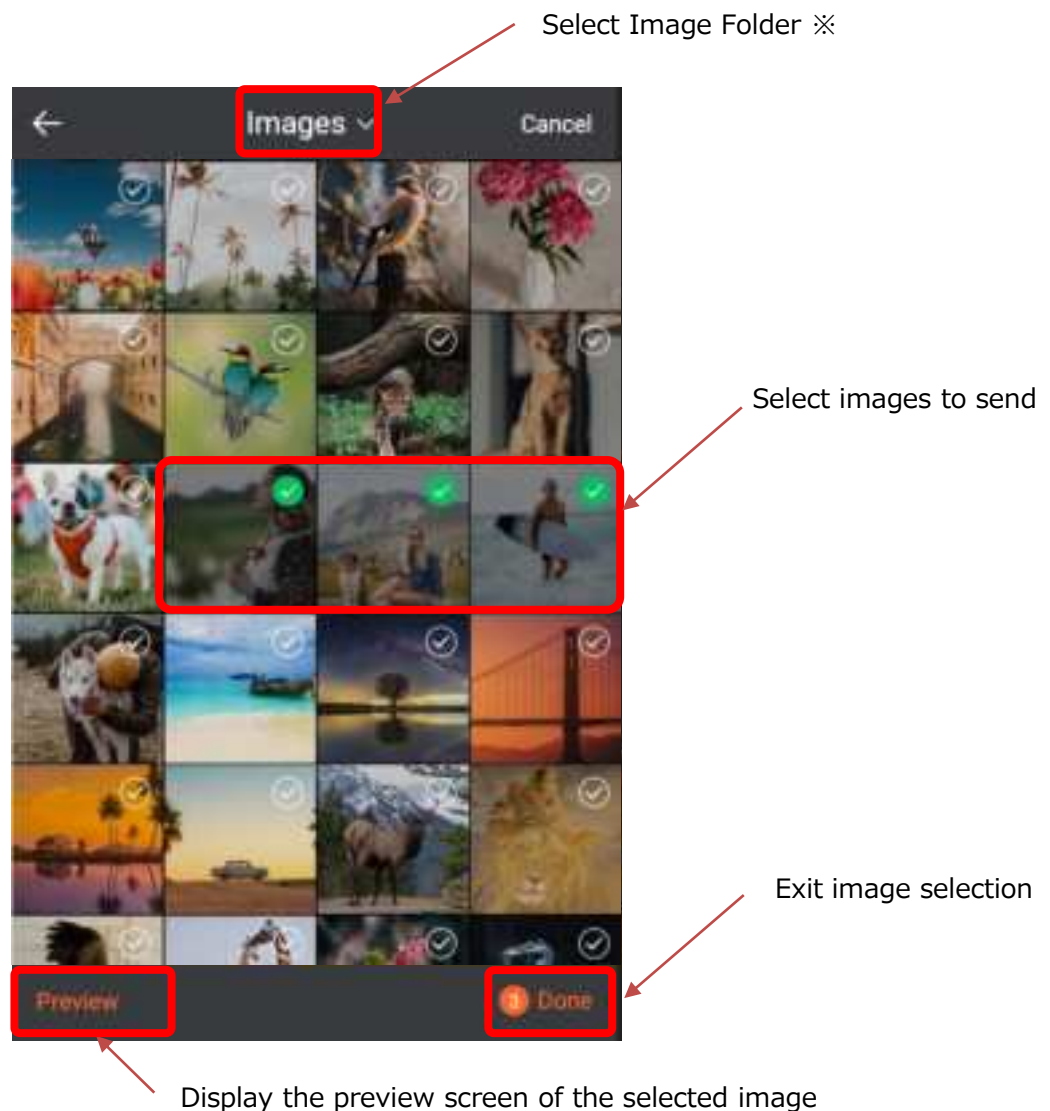 Select Image Folder ※
Images
Cancel
Select images to send
Exit image selection
Preview
3 Done
Display the preview screen of the selected image